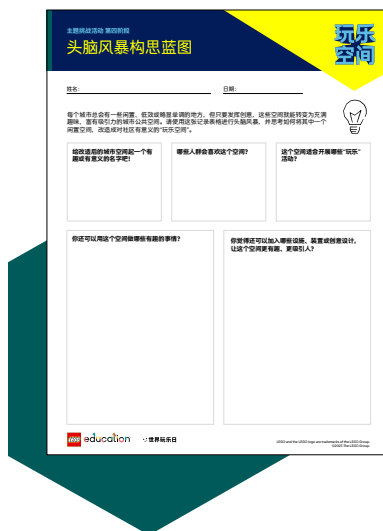 主题挑战活动 第四阶段
头脑风暴构思蓝图
玩乐
空间
姓名:
日期:
每个城市总会有一些闲置、低效或略显单调的地方,但只要发挥创意,这些空间就能转变为充满
趣味、富有吸引力的城市公共空间。请使用这张记录表格进行头脑风暴,并思考如何将其中一个
闲置空间,改造成对社区有意义的“玩乐空间”。
给改造后的城市空间起一个有
趣或有意义的名字吧!
哪些人群会喜欢这个空间?
这个空间适合开展哪些“玩乐”
活动?
你还可以用这个空间做哪些有趣的事情?
你觉得还可以加入哪些设施、装置或创意设计,
让这个空间更有趣、更吸引人?
LEGO education
世界玩乐日
LEGO and the LEGO logo are trademarks of the LEGO Group.
©2025 The LEGO Group.